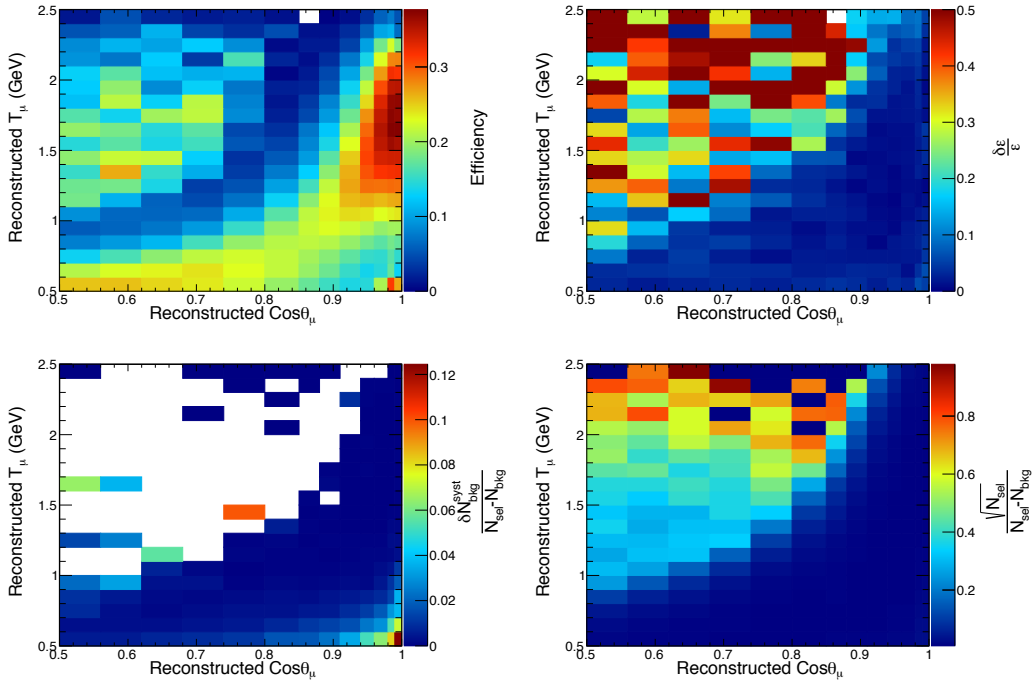 2.5
2
1.5
1
0.5
0.5 0.6 0.7 0.8 0.9 1
Reconstructed T_μ (GeV)
Reconstructed Cosθ_μ
0.3
0.2
0.1
0
Efficiency
2.5
2
1.5
1
0.5
0.5 0.6 0.7 0.8 0.9 1
Reconstructed T_μ (GeV)
Reconstructed Cosθ_μ
0.5
0.4
0.3
0.2
0.1
0
δε
ε
2.5
2
1.5
1
0.5
0.5 0.6 0.7 0.8 0.9 1
Reconstructed T_μ (GeV)
Reconstructed Cosθ_μ
0.12
0.1
0.08
0.06
0.04
0.02
0
δN_bkg^syst
N_sel-N_bkg
2.5
2
1.5
1
0.5
0.5 0.6 0.7 0.8 0.9 1
Reconstructed T_μ (GeV)
Reconstructed Cosθ_μ
0.8
0.6
0.4
0.2
√N_sel
N_sel-N_bkg